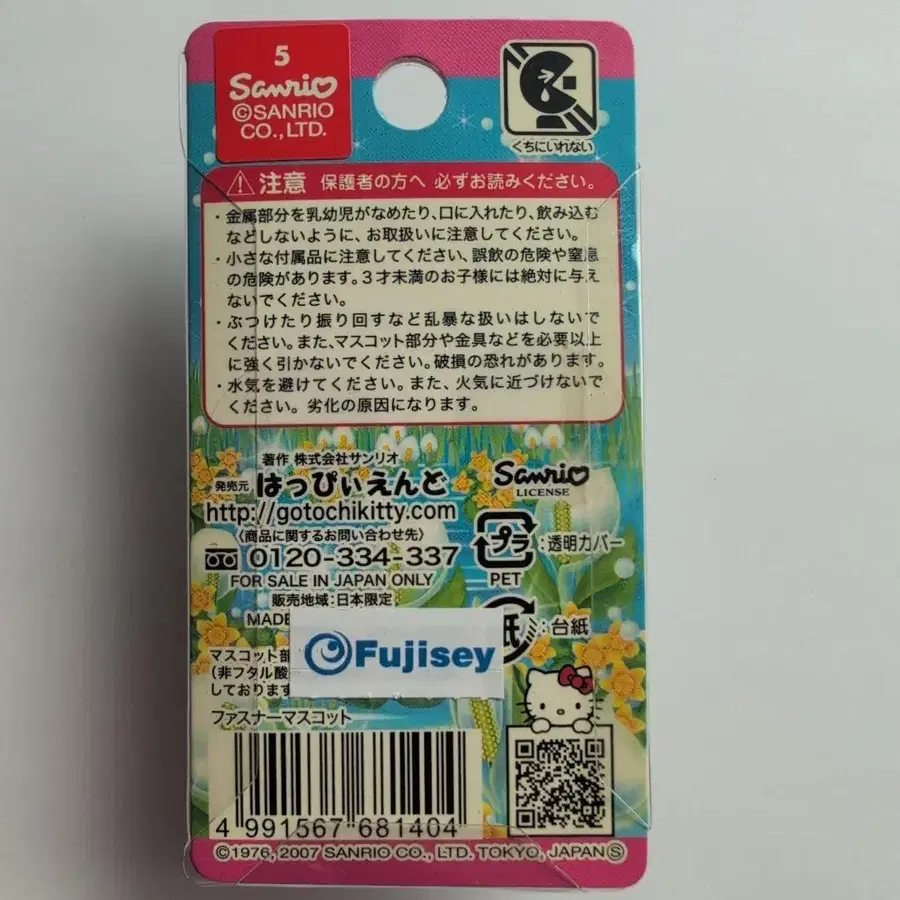 5
Sanrio
©SANRIO
CO., LTD.
くちにいれない
注意 保護者の方へ 必ずお読みください。
・金属部分を乳幼児がなめたり、口に入れたり、飲み込む
などしないように、お取扱いに注意してください。
・小さな付属品に注意してください、誤飲の危険や窒息
の危険があります。3才未満のお子様には絶対に与え
ないでください。
・ぶつけたり振り回すなど乱暴な扱いはしないで
ください。また、マスコット部分や金具などを必要以上
に強く引かないでください。破損の恐れがあります。
・水気を避けてください。また、火気に近づけないで
ください。劣化の原因になります。
著作 株式会社サンリオ
発売元 はっぴぃえんど
http://gotochikitty.com
〈商品に関するお問い合わせ先〉
0120-334-337
FOR SALE IN JAPAN ONLY
販売地域:日本限定
MADE
Sanrio
LICENSE
プラ :透明カバー
PET
紙 :台紙
Fujisey
マスコット部
(非フタル酸
しております
ファスナーマスコット
4 991567 681404
©1976, 2007 SANRIO CO., LTD. TOKYO, JAPAN Ⓢ